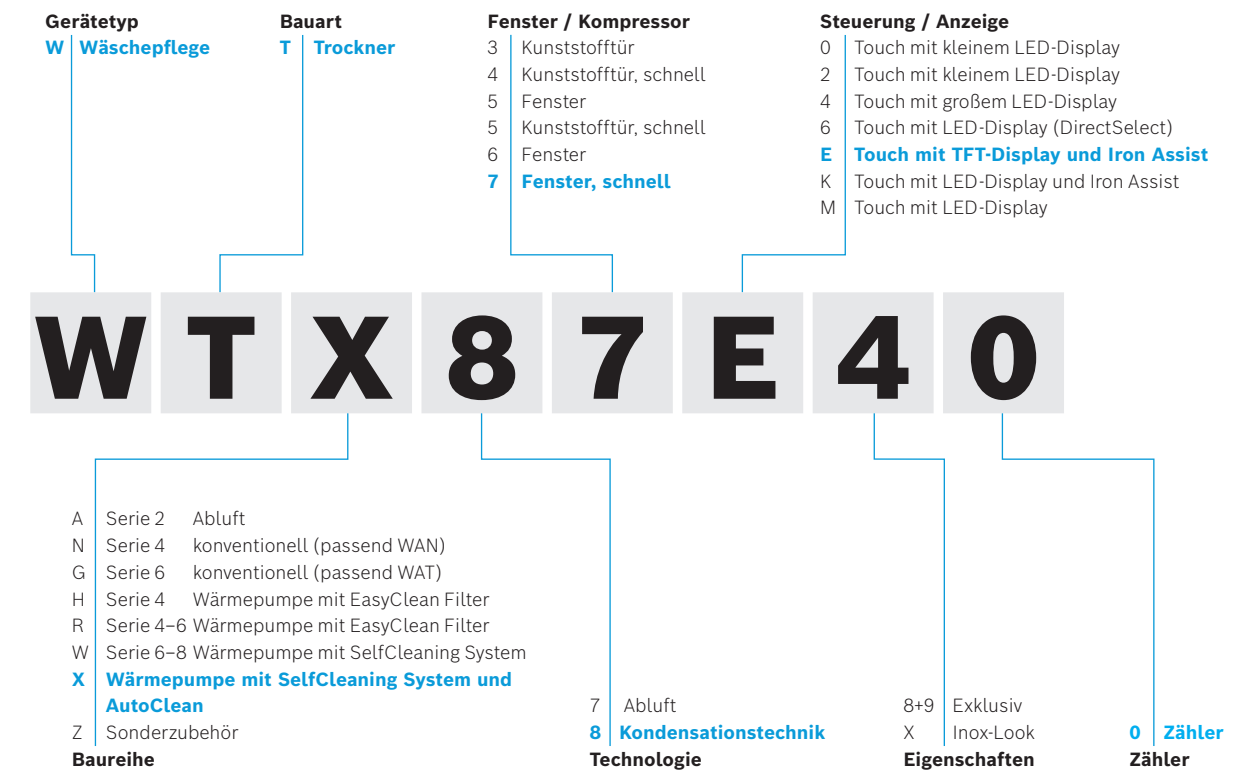 Gerätetyp
W Wäschepflege
Bauart
T Trockner
Fenster / Kompressor
3 Kunststofftür
4 Kunststofftür, schnell
5 Fenster
5 Kunststofftür, schnell
6 Fenster
7 Fenster, schnell
Steuerung / Anzeige
0 Touch mit kleinem LED-Display
2 Touch mit kleinem LED-Display
4 Touch mit großem LED-Display
6 Touch mit LED-Display (DirectSelect)
E Touch mit TFT-Display und Iron Assist
K Touch mit LED-Display und Iron Assist
M Touch mit LED-Display
W T X 8 7 E 4 0
A Serie 2 Abluft
N Serie 4 konventionell (passend WAN)
G Serie 6 konventionell (passend WAT)
H Serie 4 Wärmepumpe mit EasyClean Filter
R Serie 4–6 Wärmepumpe mit EasyClean Filter
W Serie 6–8 Wärmepumpe mit SelfCleaning System
X Wärmepumpe mit SelfCleaning System und
AutoClean
Z Sonderzubehör
Baureihe
7 Abluft
8 Kondensationstechnik
Technologie
8+9 Exklusiv
X Inox-Look
Eigenschaften
0 Zähler
Zähler